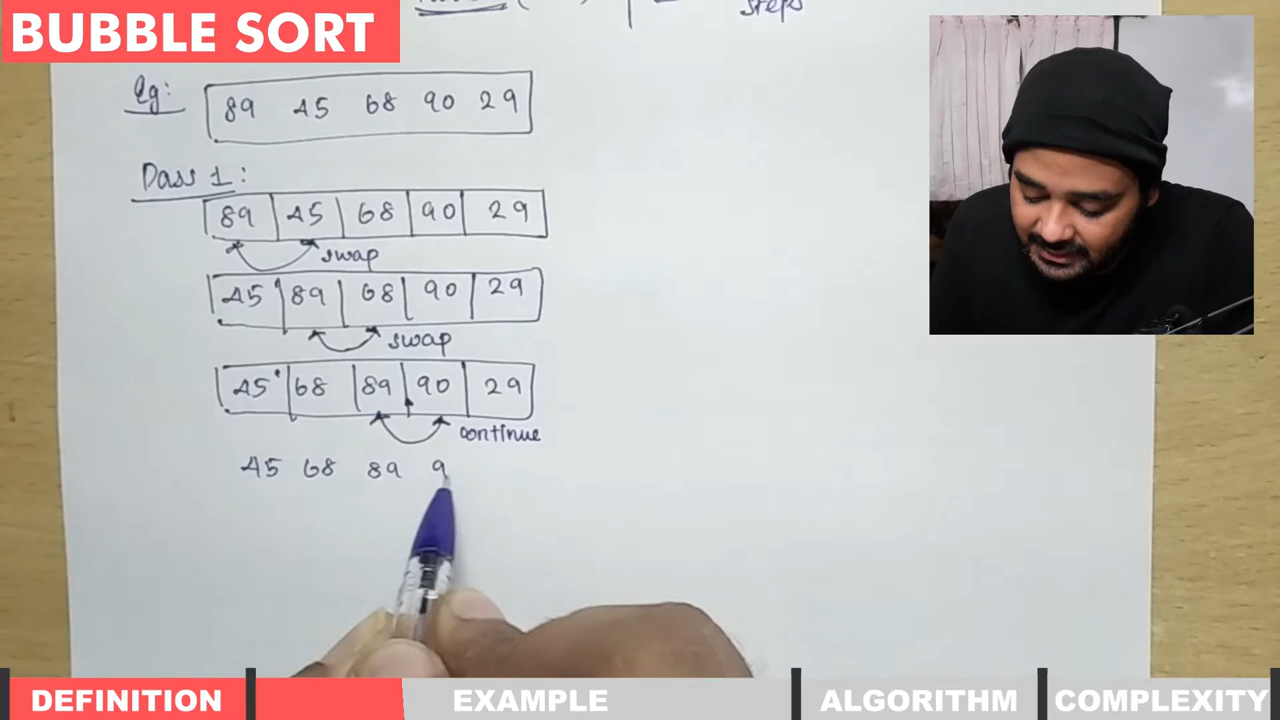 BUBBLE SORT
steps
Eg:
89 45 68 90 29
Pass 1:
89 45 68 90 29
swap
45 89 68 90 29
swap
45 68 89 90 29
continue
45 68 89 9
DEFINITION EXAMPLE ALGORITHM COMPLEXITY